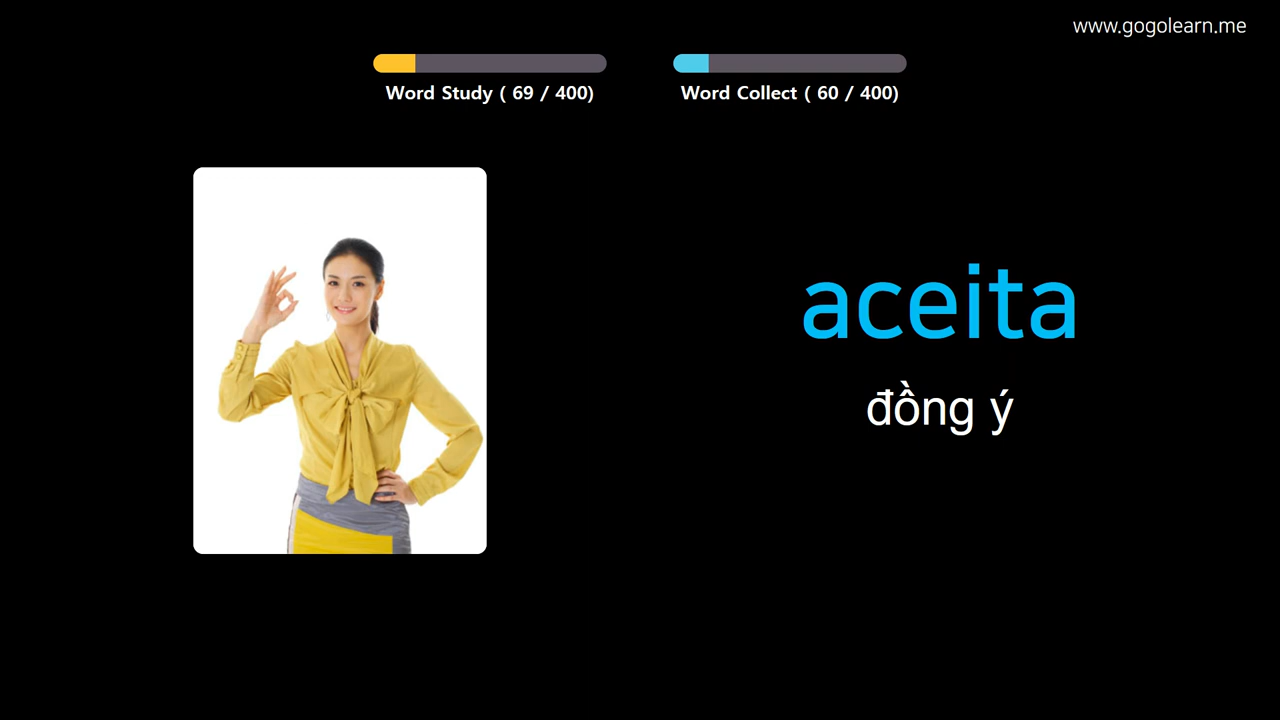 www.gogolearn.me
Word Study ( 69 / 400)
Word Collect ( 60 / 400)
aceita
đồng ý